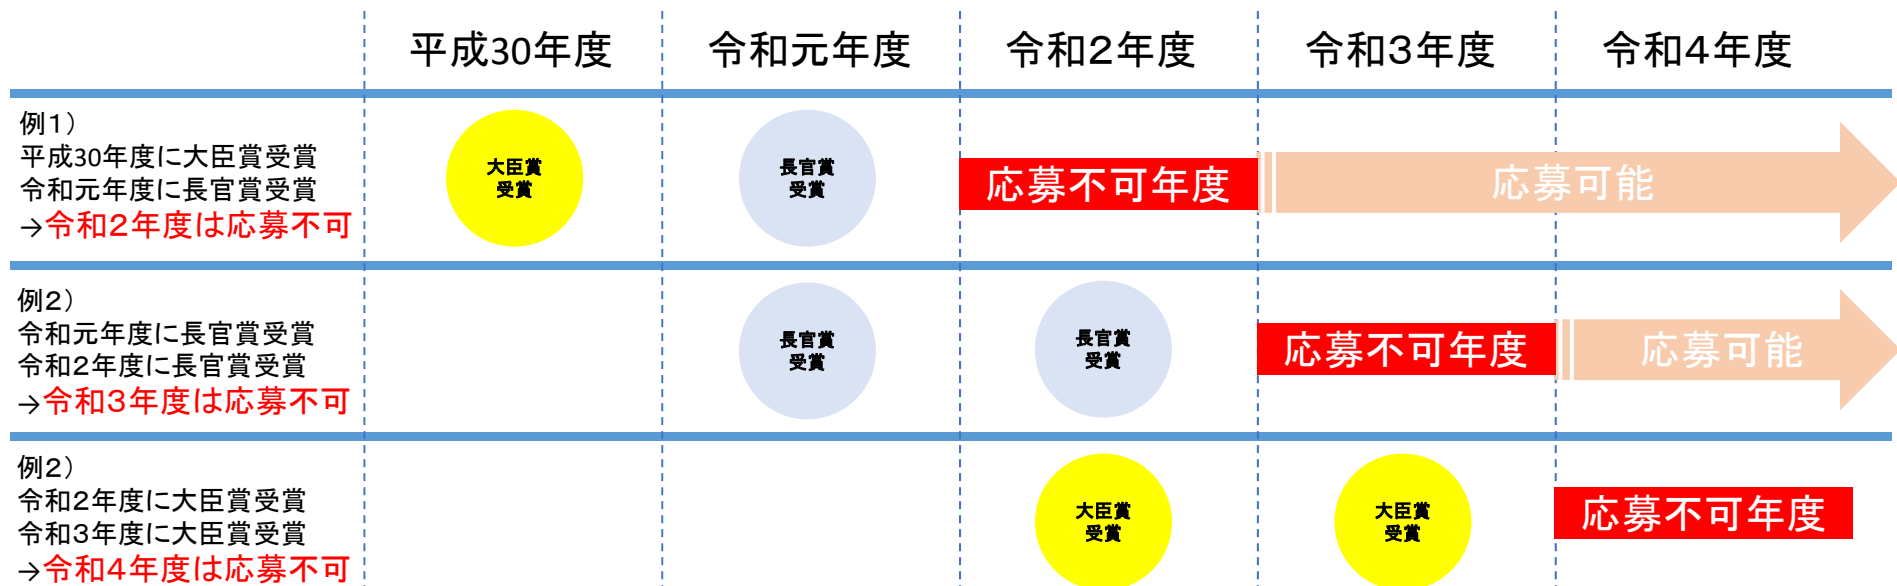 平成30年度 令和元年度 令和2年度 令和3年度 令和4年度
例1）
平成30年度に大臣賞受賞
令和元年度に長官賞受賞
→令和2年度は応募不可
大臣賞
受賞
長官賞
受賞
応募不可年度
応募可能
例2）
令和元年度に長官賞受賞
令和2年度に長官賞受賞
→令和3年度は応募不可
長官賞
受賞
長官賞
受賞
応募不可年度
応募可能
例2）
令和2年度に大臣賞受賞
令和3年度に大臣賞受賞
→令和4年度は応募不可
大臣賞
受賞
大臣賞
受賞
応募不可年度